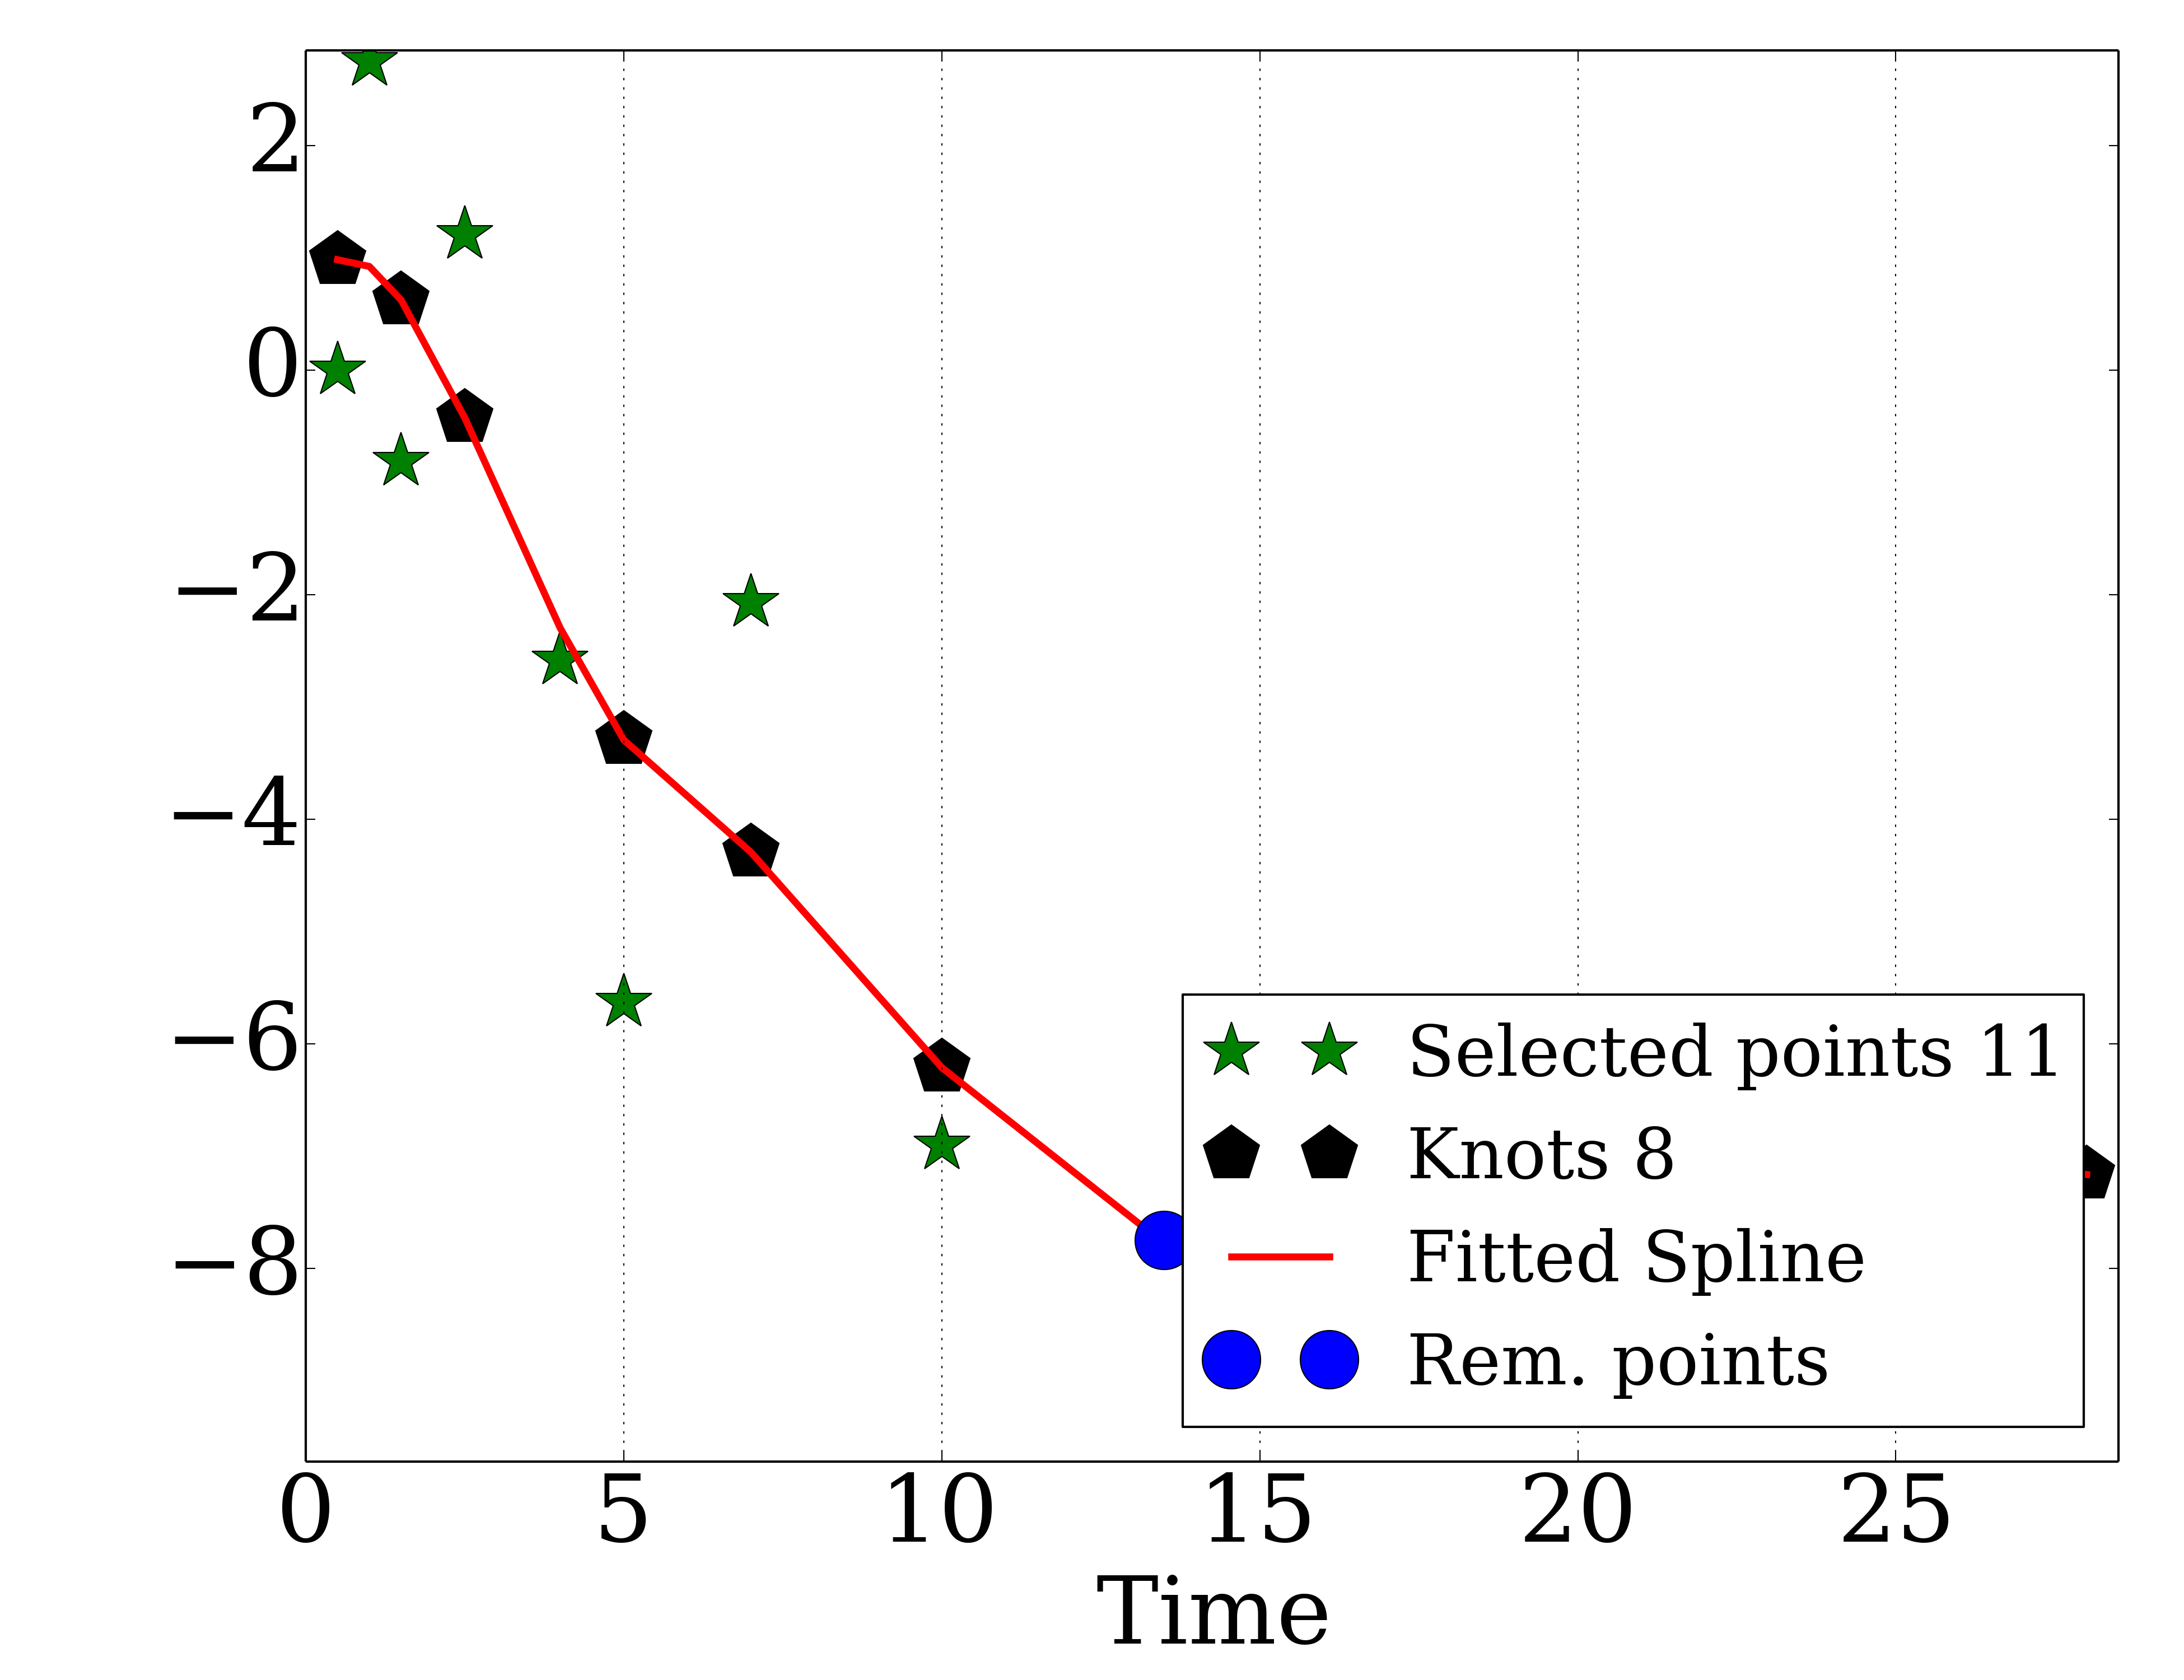 2
0
−2
−4
−6
−8
Selected points 11
Knots 8
Fitted Spline
Rem. points
0 5 10 15 20 25
Time